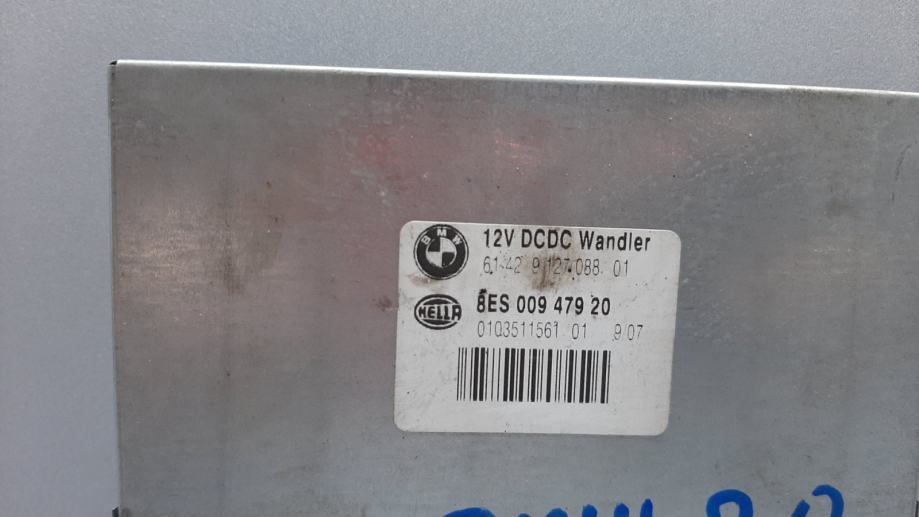 BMW
12V DCDC Wandler
61.42 9 127 088 01
HELLA
8ES 009 479 20
0103511561 01 9 07